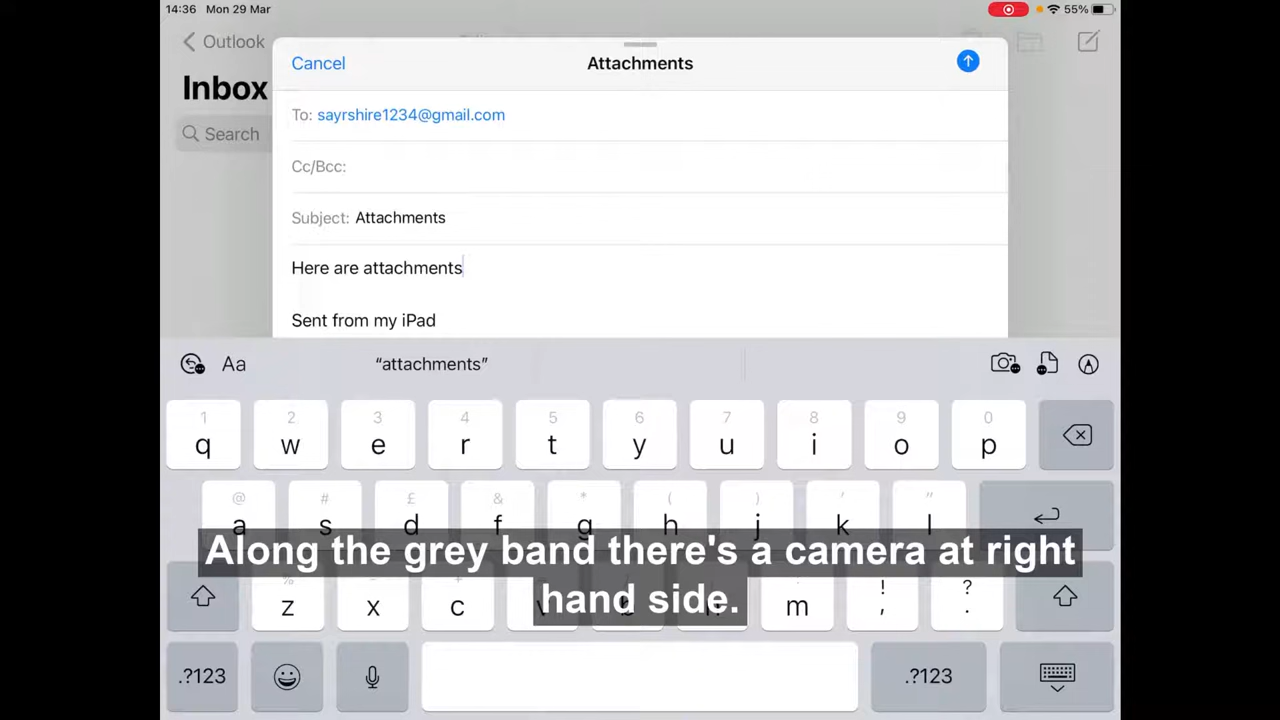 14:36 Mon 29 Mar
55%
Outlook
Inbox
Search
Cancel
Attachments
To: sayrshire1234@gmail.com
Cc/Bcc:
Subject: Attachments
Here are attachments
Sent from my iPad
Aa
“attachments”
1 2 3 4 5 6 7 8 9 0
q w e r t y u i o p
@ # £ & * ( ) ' "
a s d f g h j k l
Along the grey band there's a camera at right
hand side.
% - + ! ?
z x c m , .
.?123 .?123